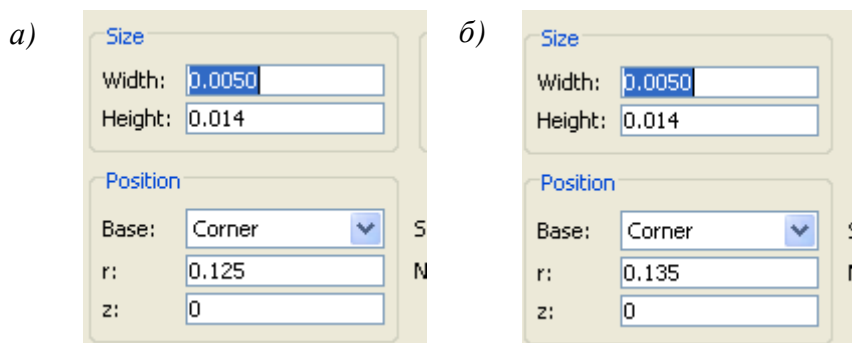 а)
Size
Width: 0.0050
Height: 0.014
Position
Base: Corner
r: 0.125
z: 0
S
N
б)
Size
Width: 0.0050
Height: 0.014
Position
Base: Corner
r: 0.135
z: 0